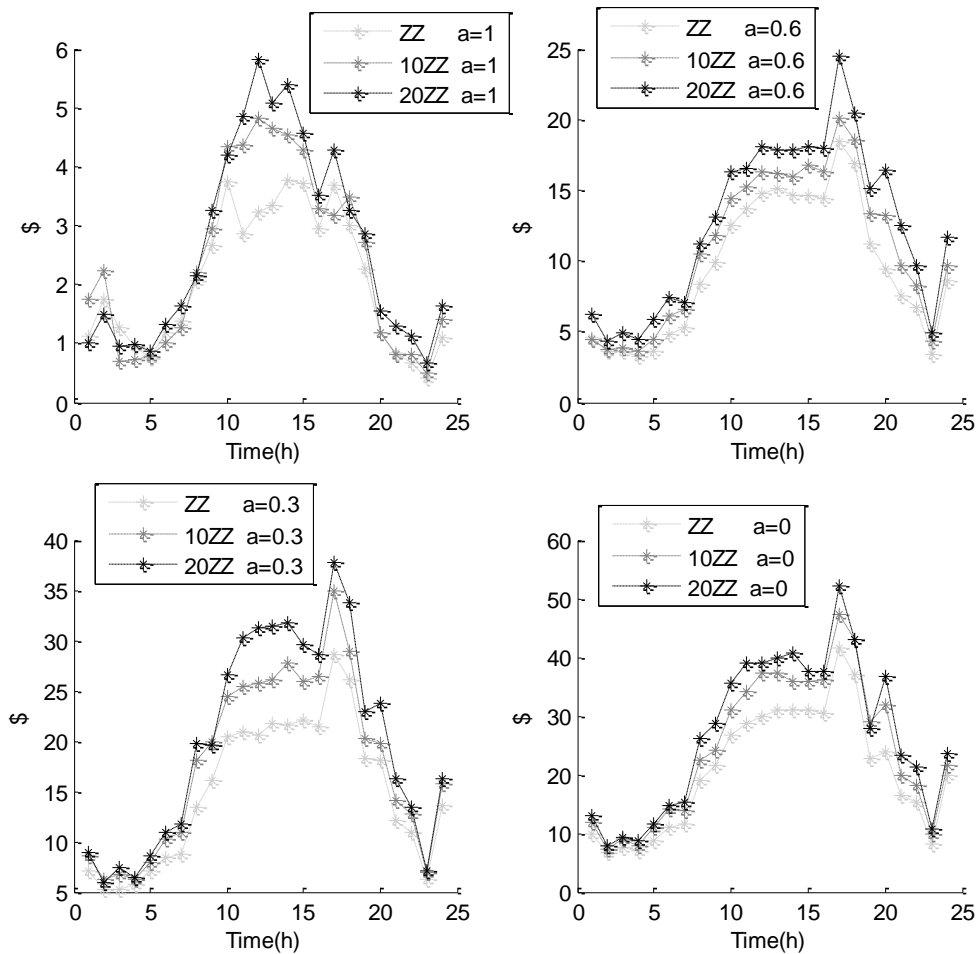 ZZ a=1
10ZZ a=1
20ZZ a=1
6
5
4
3
2
1
0
$
0 5 10 15 20 25
Time(h)
ZZ a=0.6
10ZZ a=0.6
20ZZ a=0.6
25
20
15
10
5
0
$
0 5 10 15 20 25
Time(h)
ZZ a=0.3
10ZZ a=0.3
20ZZ a=0.3
40
35
30
25
20
15
10
5
$
0 5 10 15 20 25
Time(h)
ZZ a=0
10ZZ a=0
20ZZ a=0
60
50
40
30
20
10
0
$
0 5 10 15 20 25
Time(h)